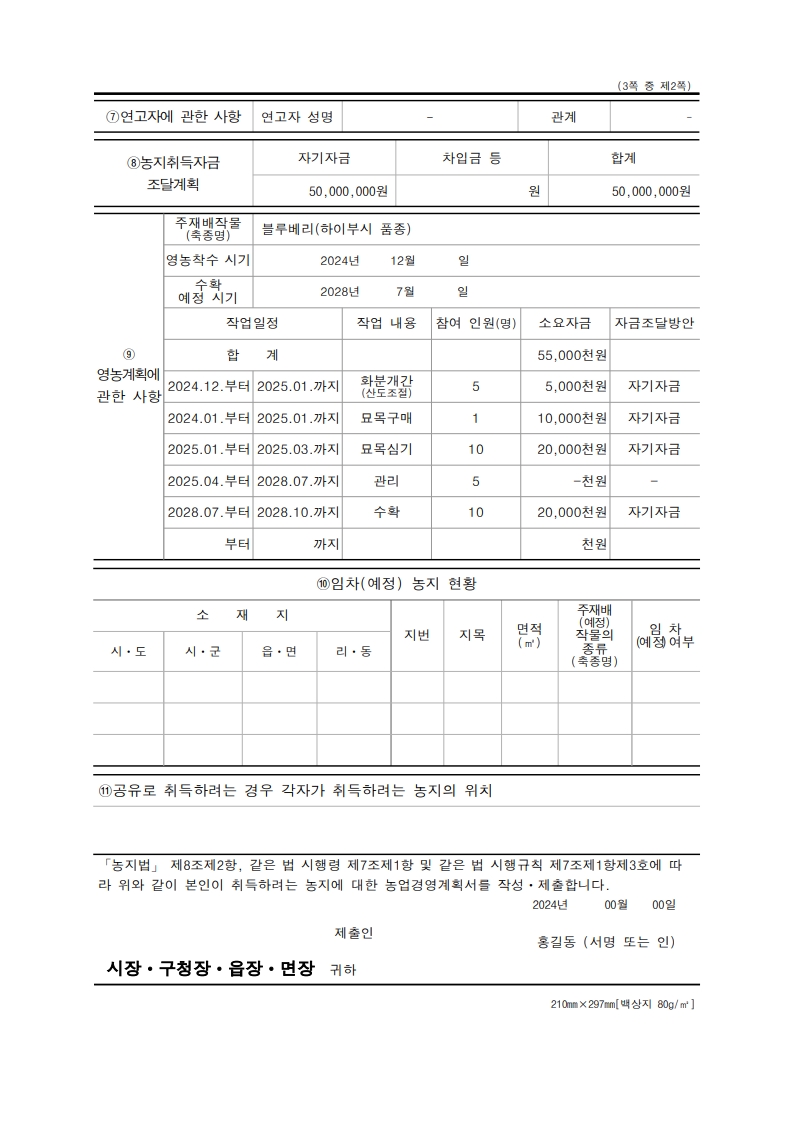 (3쪽 중 제2쪽)
⑦연고자에 관한 사항 연고자 성명 - 관계 -
⑧농지취득자금 조달계획 자기자금 차입금 등 합계
50,000,000원 원 50,000,000원
⑨ 영농계획에 관한 사항
주재배작물 (축종명) 블루베리(하이부시 품종)
영농착수 시기 2024년 12월 일
수확 예정 시기 2028년 7월 일
작업일정 작업 내용 참여 인원(명) 소요자금 자금조달방안
합 계 55,000천원
2024.12.부터 2025.01.까지 화분개간 (산도조절) 5 5,000천원 자기자금
2024.01.부터 2025.01.까지 묘목구매 1 10,000천원 자기자금
2025.01.부터 2025.03.까지 묘목심기 10 20,000천원 자기자금
2025.04.부터 2028.07.까지 관리 5 -천원 -
2028.07.부터 2028.10.까지 수확 10 20,000천원 자기자금
부터 까지 천원
⑩임차(예정) 농지 현황
소 재 지 지번 지목 면적 (㎡) 주재배 (예정) 작물의 종류 (축종명) 임 차 (예정)여부
시·도 시·군 읍·면 리·동
⑪공유로 취득하려는 경우 각자가 취득하려는 농지의 위치
「농지법」 제8조제2항, 같은 법 시행령 제7조제1항 및 같은 법 시행규칙 제7조제1항제3호에 따
라 위와 같이 본인이 취득하려는 농지에 대한 농업경영계획서를 작성·제출합니다.
2024년 00월 00일
제출인 홍길동 (서명 또는 인)
시장·구청장·읍장·면장 귀하
210㎜×297㎜[백상지 80g/㎡]